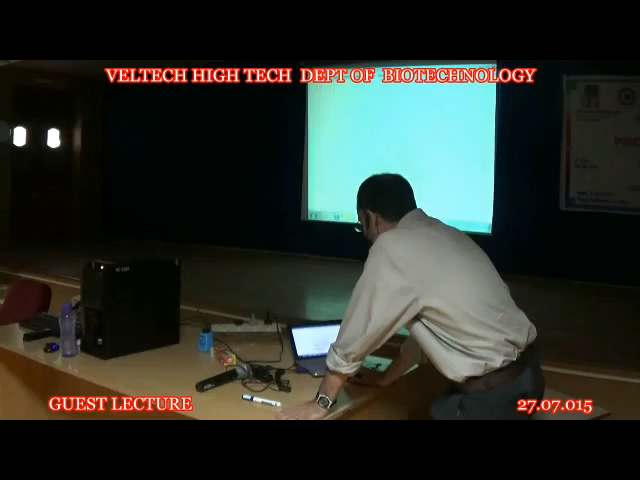 VELTECH HIGH TECH DEPT OF BIOTECHNOLOGY
GUEST LECTURE
27.07.015